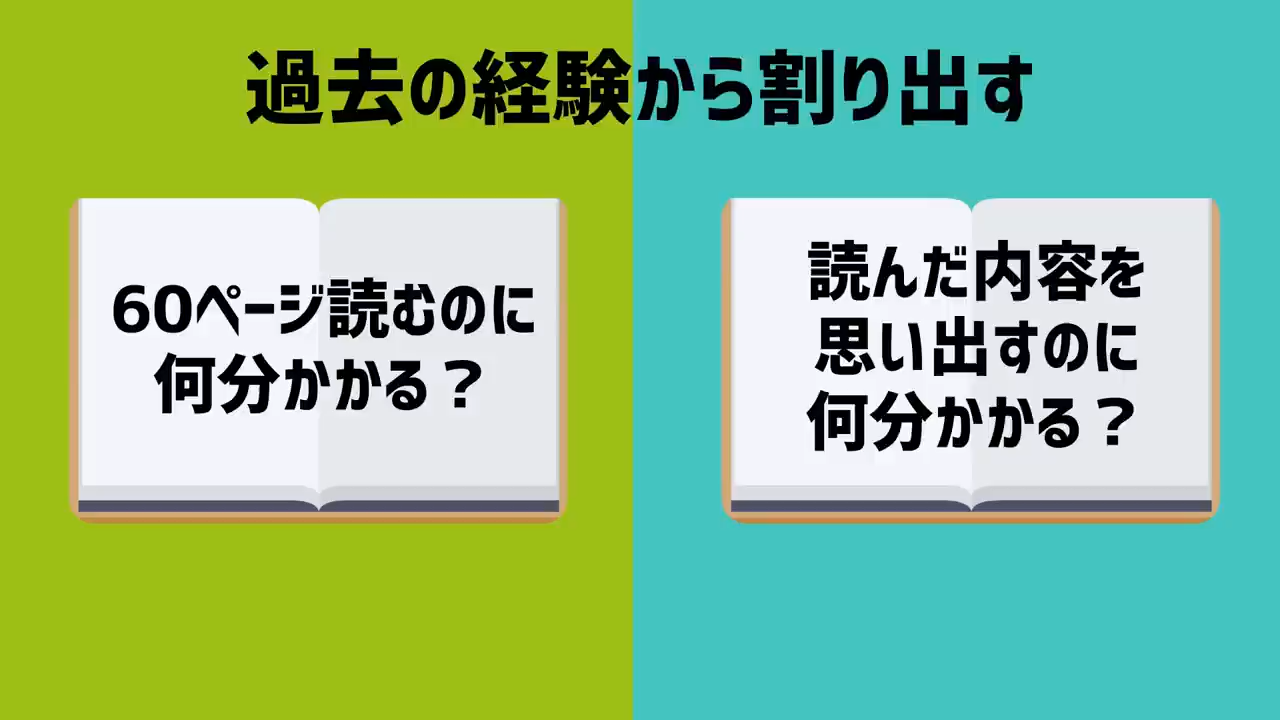 過去の経験から割り出す
60ページ読むのに
何分かかる？
読んだ内容を
思い出すのに
何分かかる？